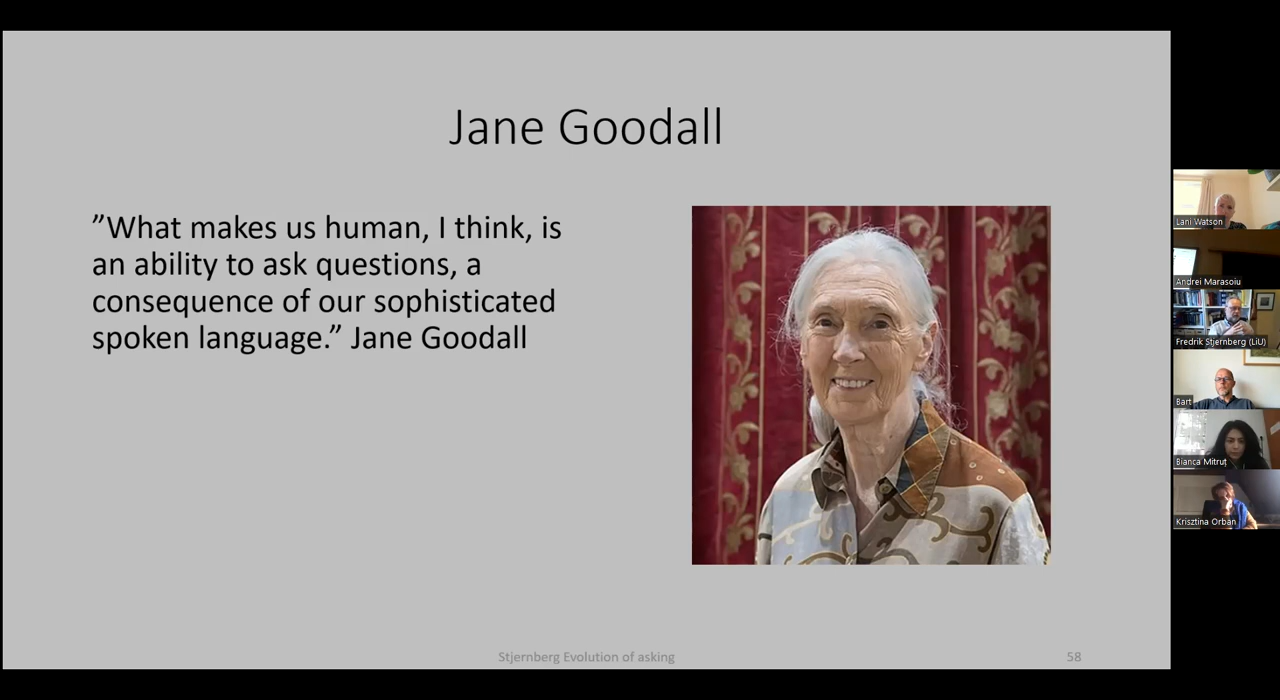 Jane Goodall
”What makes us human, I think, is
an ability to ask questions, a
consequence of our sophisticated
spoken language.” Jane Goodall
Stjernberg Evolution of asking
58
Lani Watson
Andrei Marasoiu
Fredrik Stjernberg (LiU)
Bart
Bianca Mitruț
Krisztina Orbán